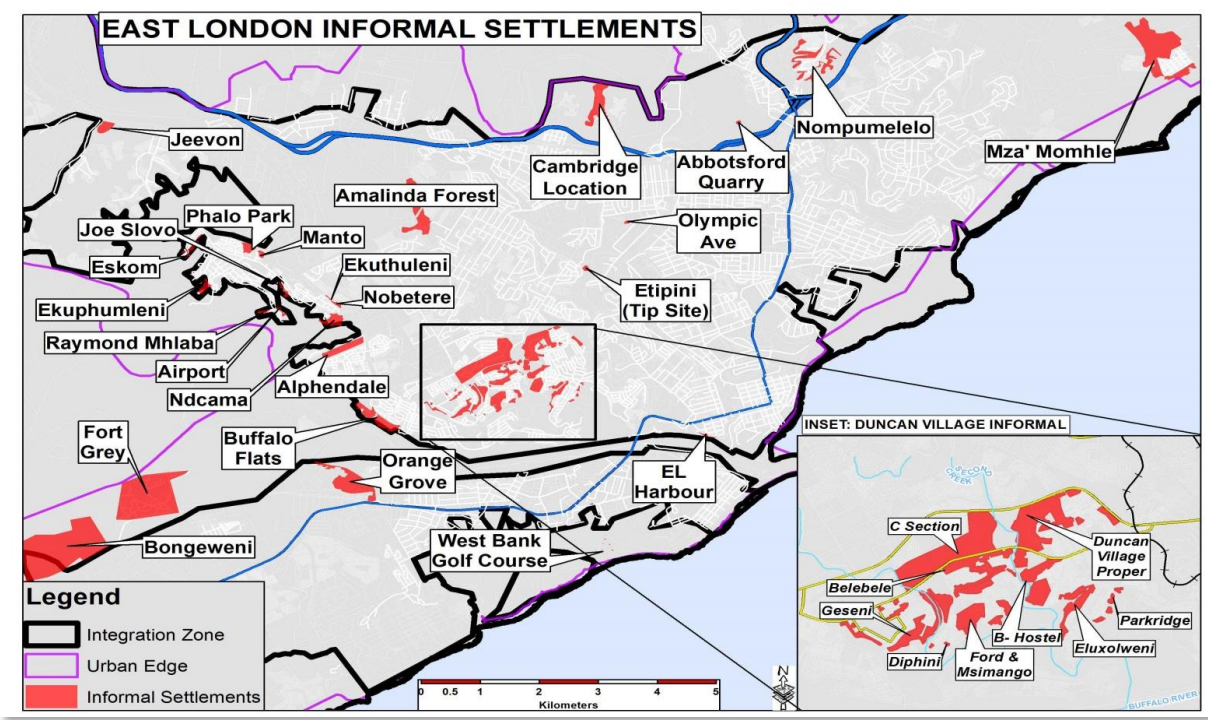 EAST LONDON INFORMAL SETTLEMENTS
Jeevon
Nompumelelo
Mza' Momhle
Cambridge
Location
Abbotsford
Quarry
Amalinda Forest
Phalo Park
Joe Slovo
Manto
Olympic
Ave
Eskom
Ekuthuleni
Nobetere
Etipini
(Tip Site)
Ekuphumleni
Raymond Mhlaba
Airport
Ndcama
Alphendale
Buffalo
Flats
Fort
Grey
Orange
Grove
EL
Harbour
West Bank
Golf Course
Bongeweni
INSET: DUNCAN VILLAGE INFORMAL
SECOND
CREEK
C Section
Duncan
Village
Proper
Belebele
Geseni
Parkridge
B- Hostel
Eluxolweni
Diphini
Ford &
Msimango
BUFFALO RIVER
Legend
Integration Zone
Urban Edge
Informal Settlements
N
0 0.5 1 2 3 4 5
Kilometers